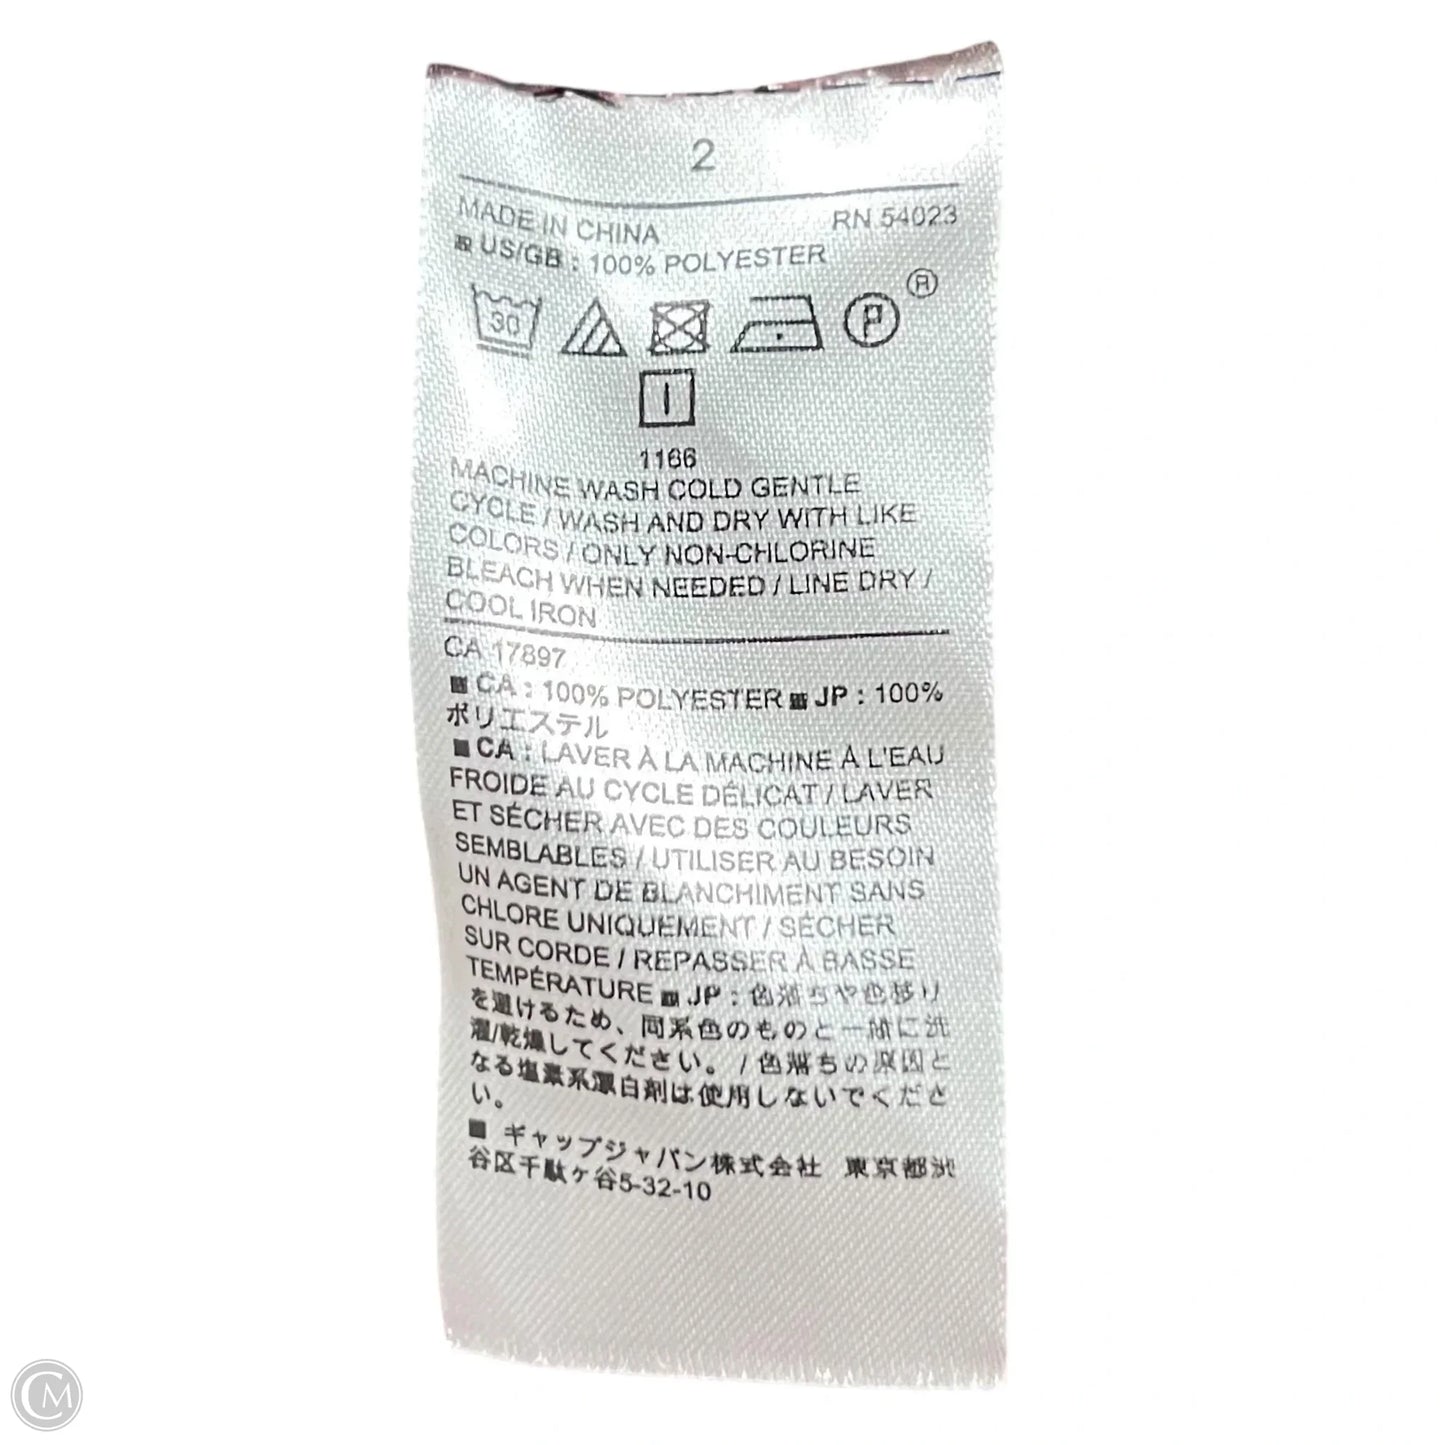 2
MADE IN CHINA RN 54023
US/GB : 100% POLYESTER
30 P R
1166
MACHINE WASH COLD GENTLE
CYCLE / WASH AND DRY WITH LIKE
COLORS / ONLY NON-CHLORINE
BLEACH WHEN NEEDED / LINE DRY /
COOL IRON
CA 17897
■ CA : 100% POLYESTER ■ JP : 100%
ポリエステル
■ CA : LAVER À LA MACHINE À L'EAU
FROIDE AU CYCLE DÉLICAT / LAVER
ET SÉCHER AVEC DES COULEURS
SEMBLABLES / UTILISER AU BESOIN
UN AGENT DE BLANCHIMENT SANS
CHLORE UNIQUEMENT / SÉCHER
SUR CORDE / REPASSER À BASSE
TEMPÉRATURE ■ JP : 色落ちや色移り
を避けるため、同系色のものと一緒に洗
濯/乾燥してください。 / 色落ちの原因と
なる塩素系漂白剤は使用しないでくださ
い。
■ ギャップジャパン株式会社 東京都渋
谷区千駄ヶ谷5-32-10
CM